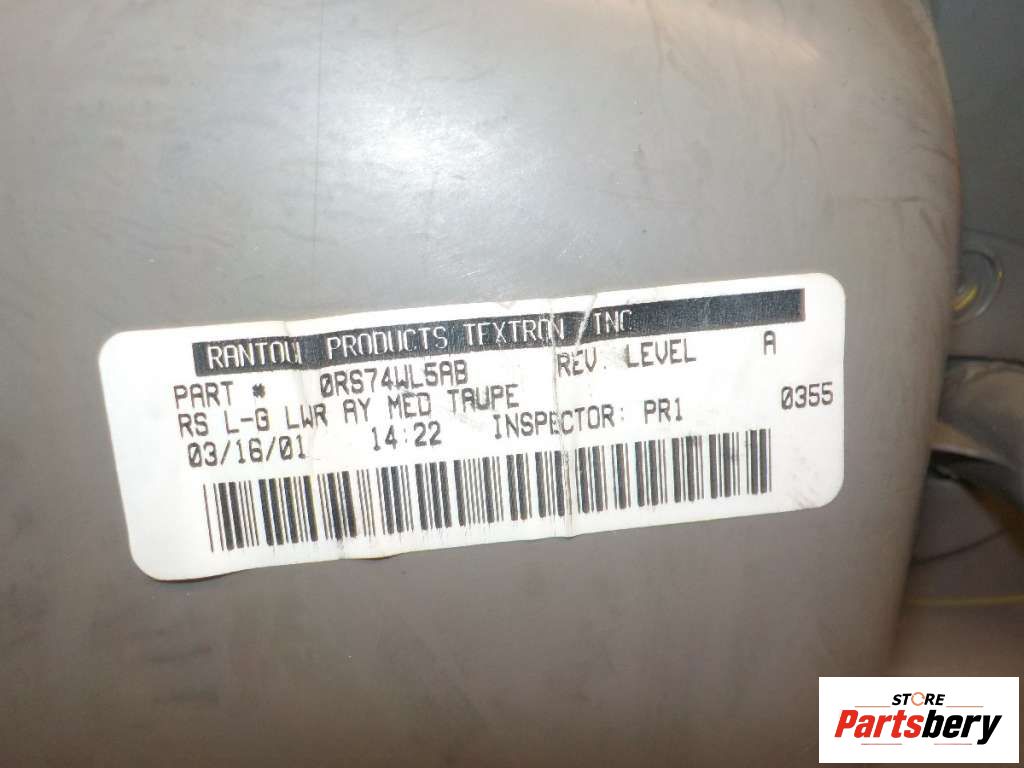 RANTOUL PRODUCTS TEXTRON INC
PART # 0RS74WL5AB REV. LEVEL A
RS L-G LWR AY MED TAUPE
03/16/01 14:22 INSPECTOR: PR1 0355
STORE
Partsbery